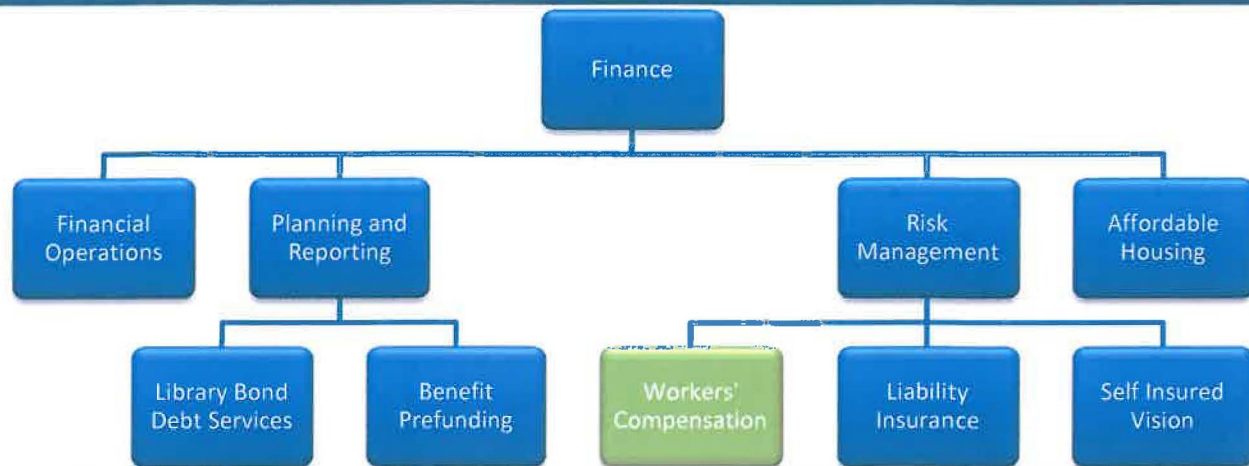 Finance
Financial
Operations
Planning and
Reporting
Risk
Management
Affordable
Housing
Library Bond
Debt Services
Benefit
Prefunding
Workers'
Compensation
Liability
Insurance
Self Insured
Vision